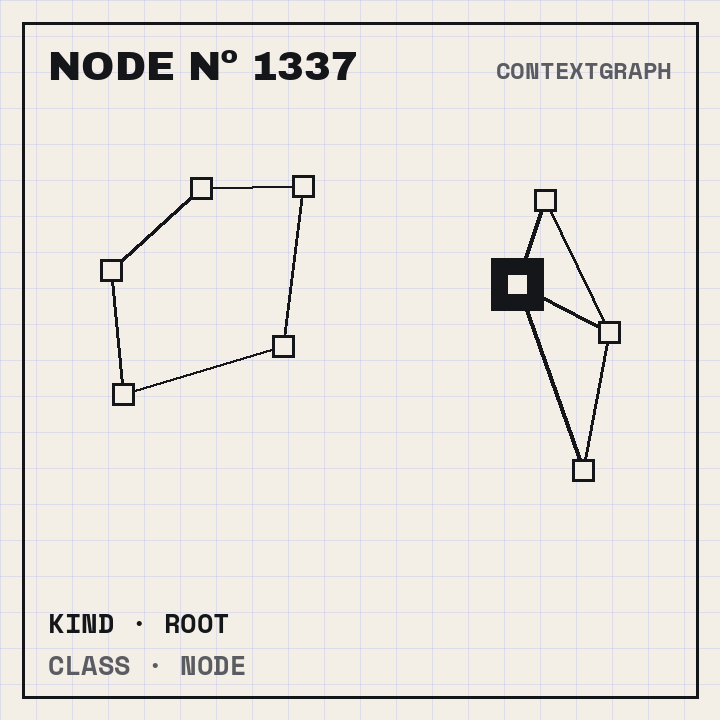 NODE Nº 1337
CONTEXTGRAPH
KIND · ROOT
CLASS · NODE